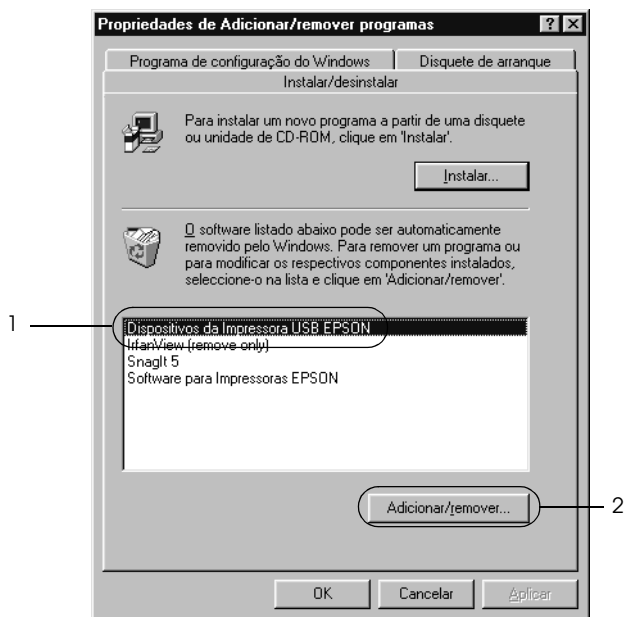 Propriedades de Adicionar/remover programas
Programa de configuração do Windows
Disquete de arranque
Instalar/desinstalar
Para instalar um novo programa a partir de uma disquete
ou unidade de CD-ROM, clique em 'Instalar'.
Instalar...
O software listado abaixo pode ser automaticamente
removido pelo Windows. Para remover um programa ou
para modificar os respectivos componentes instalados,
seleccione-o na lista e clique em 'Adicionar/remover'.
1
Dispositivos da Impressora USB EPSON
IrfanView (remove only)
SnagIt 5
Software para Impressoras EPSON
Adicionar/remover...
2
OK
Cancelar
Aplicar